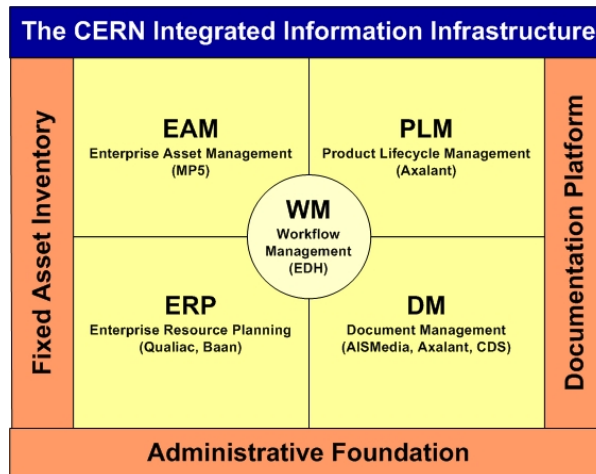 The CERN Integrated Information Infrastructure
Fixed Asset Inventory
EAM
Enterprise Asset Management
(MP5)
PLM
Product Lifecycle Management
(Axalant)
WM
Workflow
Management
(EDH)
ERP
Enterprise Resource Planning
(Qualiac, Baan)
DM
Document Management
(AISMedia, Axalant, CDS)
Documentation Platform
Administrative Foundation